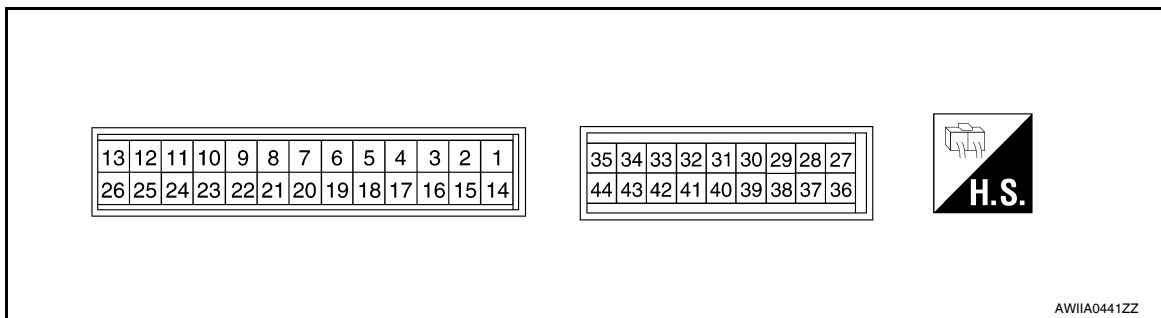 13 12 11 10 9 8 7 6 5 4 3 2 1
26 25 24 23 22 21 20 19 18 17 16 15 14
35 34 33 32 31 30 29 28 27
44 43 42 41 40 39 38 37 36
H.S.
AWIIA0441ZZ